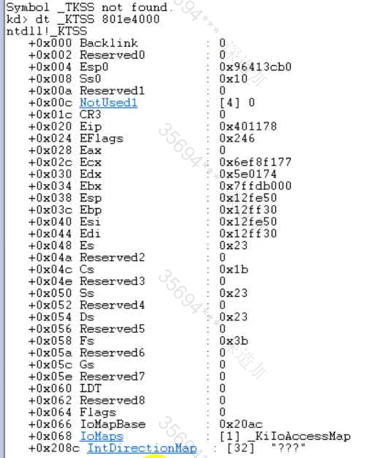 Symbol _TKSS not found.
kd> dt _KTSS 801e4000
ntdll!_KTSS
+0x000 Backlink : 0
+0x002 Reserved0 : 0
+0x004 Esp0 : 0x96413cb0
+0x008 Ss0 : 0x10
+0x00a Reserved1 : 0
+0x00c NotUsed1 : [4] 0
+0x01c CR3 : 0
+0x020 Eip : 0x401178
+0x024 EFlags : 0x246
+0x028 Eax : 0
+0x02c Ecx : 0x6ef8f177
+0x030 Edx : 0x5e0174
+0x034 Ebx : 0x7ffdb000
+0x038 Esp : 0x12fe50
+0x03c Ebp : 0x12ff30
+0x040 Esi : 0x12fe50
+0x044 Edi : 0x12ff30
+0x048 Es : 0x23
+0x04a Reserved2 : 0
+0x04c Cs : 0x1b
+0x04e Reserved3 : 0
+0x050 Ss : 0x23
+0x052 Reserved4 : 0
+0x054 Ds : 0x23
+0x056 Reserved5 : 0
+0x058 Fs : 0x3b
+0x05a Reserved6 : 0
+0x05c Gs : 0
+0x05e Reserved7 : 0
+0x060 LDT : 0
+0x062 Reserved8 : 0
+0x064 Flags : 0
+0x066 IoMapBase : 0x20ac
+0x068 IoMaps : [1] _KiIoAccessMap
+0x208c IntDirectionMap : [32] "???"